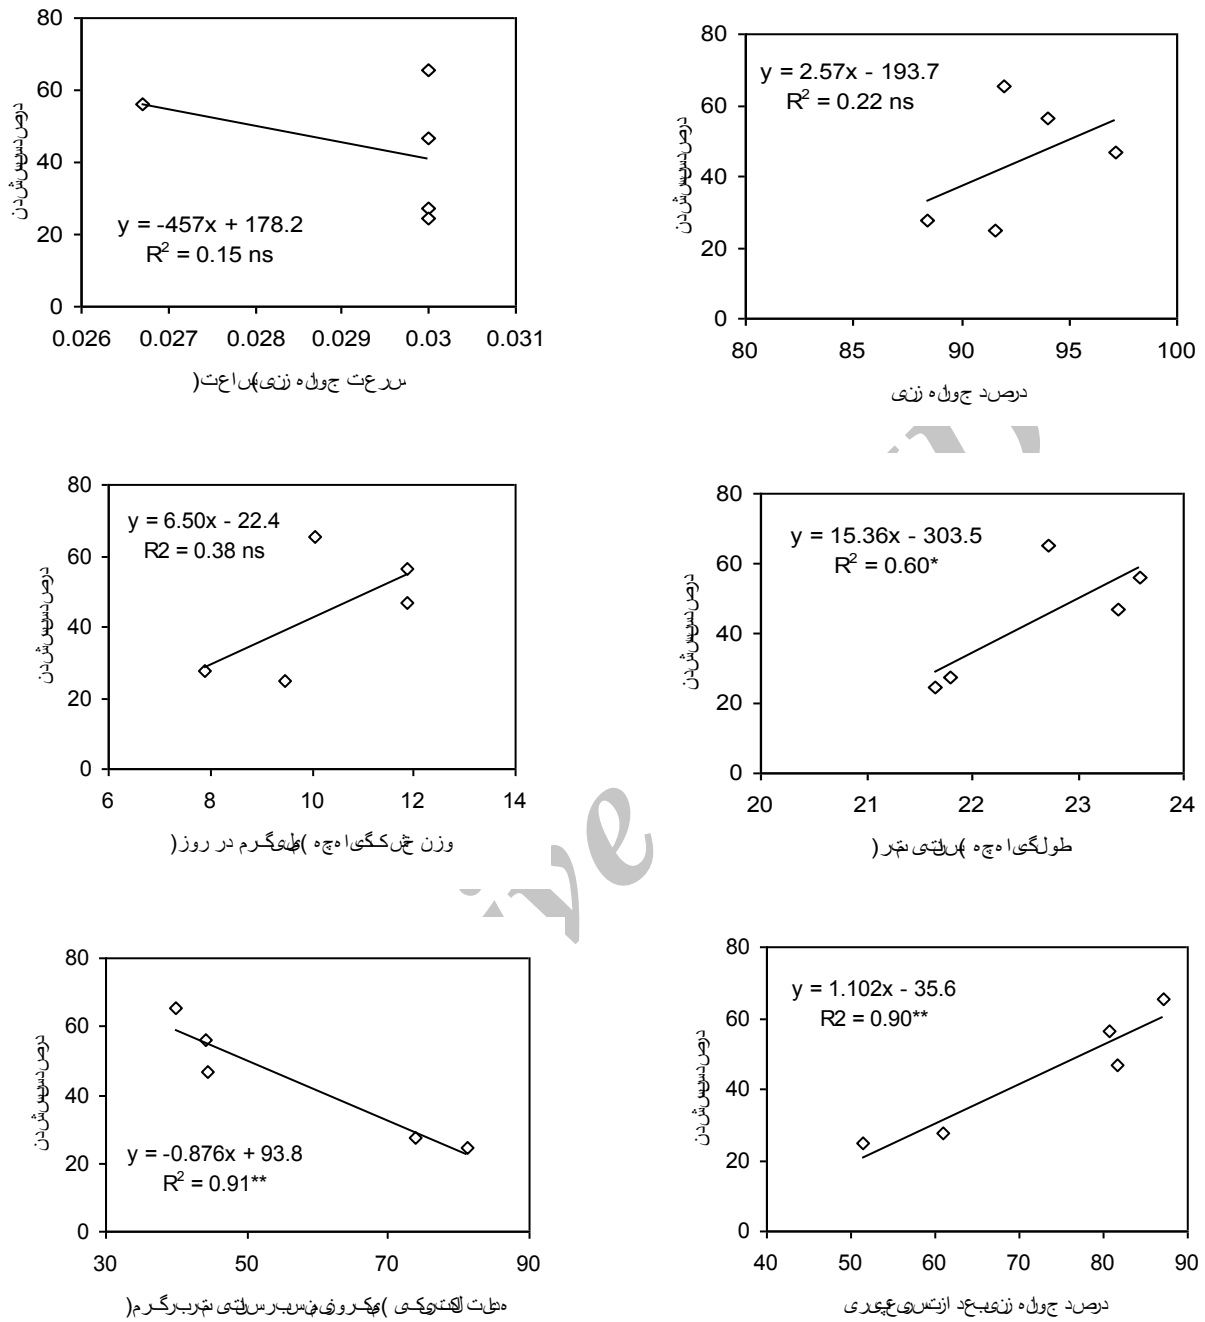 80
60
40
20
0
درصد سبز شدن
y = -457x + 178.2
R² = 0.15 ns
0.026 0.027 0.028 0.029 0.03 0.031
سرعت جوانه زنی )ساعت(
80
60
40
20
0
درصد سبز شدن
y = 2.57x - 193.7
R² = 0.22 ns
80 85 90 95 100
درصد جوانه زنی
80
60
40
20
0
درصد سبز شدن
y = 6.50x - 22.4
R2 = 0.38 ns
6 8 10 12 14
وزن خشک گیاهچه )میلی گرم در روز(
80
60
40
20
0
درصد سبز شدن
y = 15.36x - 303.5
R² = 0.60*
20 21 22 23 24
طول گیاهچه )سانتی متر(
ive
80
60
40
20
0
درصد سبز شدن
y = -0.876x + 93.8
R² = 0.91**
30 50 70 90
هدایت الکتریکی )میکروزیمنس بر سانتی متر بر گرم(
80
60
40
20
0
درصد سبز شدن
y = 1.102x - 35.6
R2 = 0.90**
40 50 60 70 80 90
درصد جوانه زنی بعد از تسریع پیری